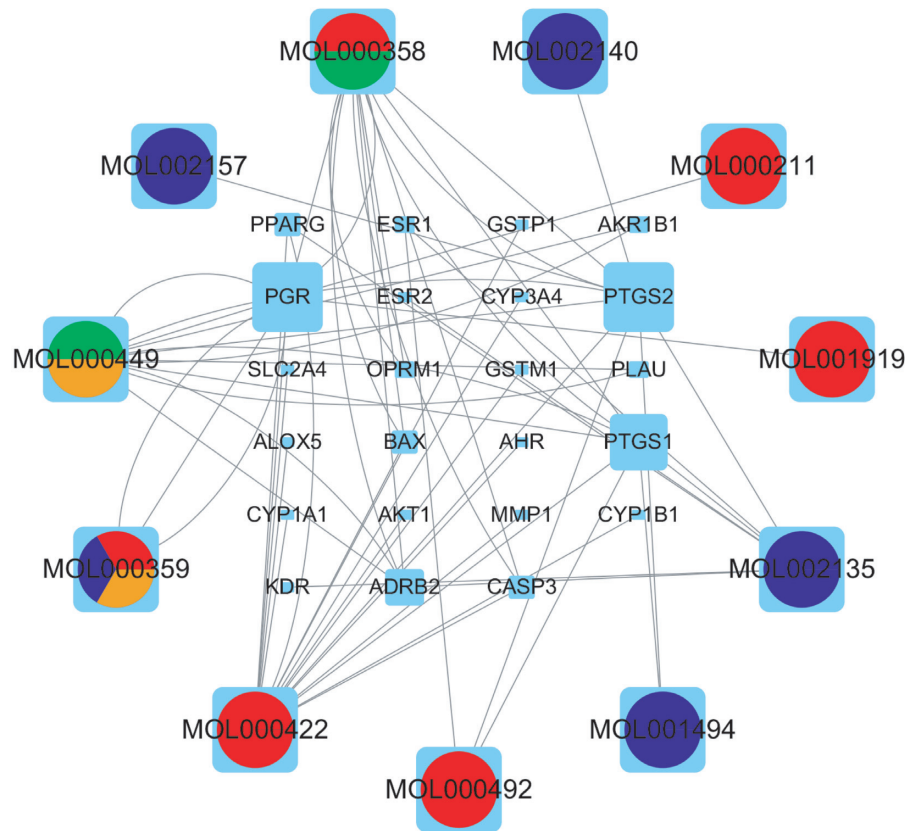 MOL000358
MOL002140
MOL002157
MOL000211
PPARG
ESR1
GSTP1
AKR1B1
PGR
ESR2
CYP3A4
PTGS2
MOL000449
MOL001919
SLC2A4
OPRM1
GSTM1
PLAU
ALOX5
BAX
AHR
PTGS1
CYP1A1
AKT1
MMP1
CYP1B1
MOL000359
MOL002135
KDR
ADRB2
CASP3
MOL000422
MOL001494
MOL000492